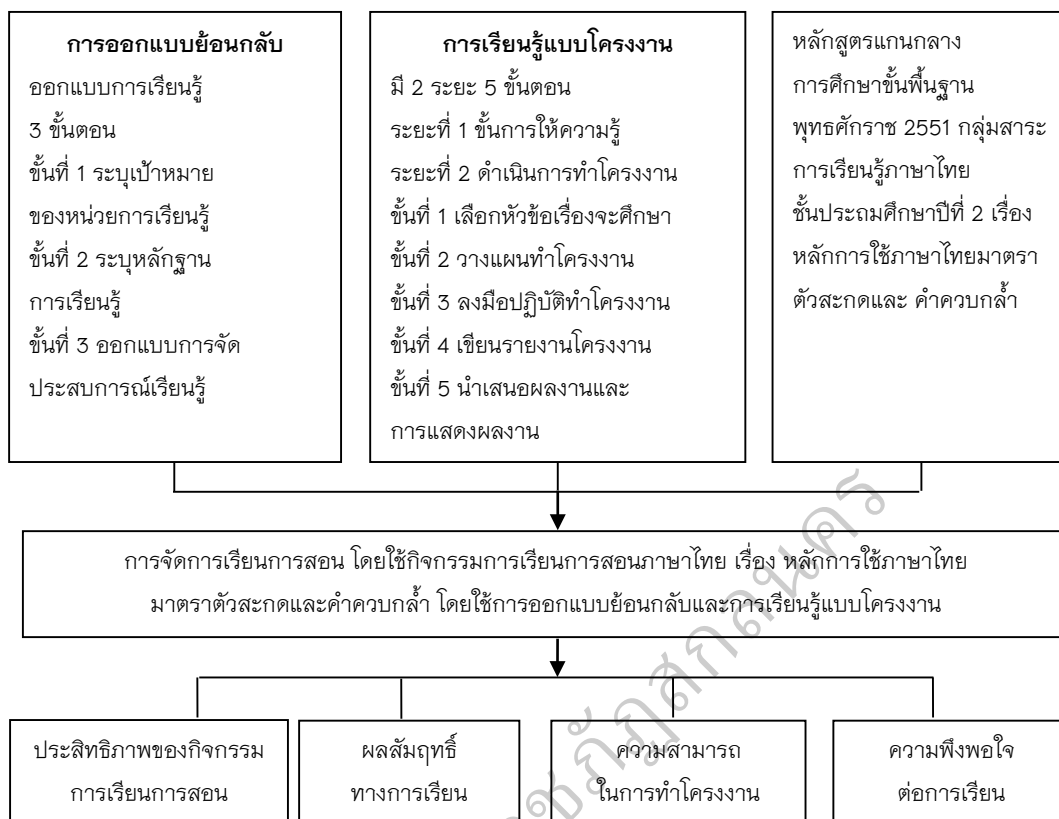 การออกแบบย้อนกลับ
ออกแบบการเรียนรู้
3 ขั้นตอน
ขั้นที่ 1 ระบุเป้าหมาย
ของหน่วยการเรียนรู้
ขั้นที่ 2 ระบุหลักฐาน
การเรียนรู้
ขั้นที่ 3 ออกแบบการจัด
ประสบการณ์เรียนรู้
การเรียนรู้แบบโครงงาน
มี 2 ระยะ 5 ขั้นตอน
ระยะที่ 1 ขั้นการให้ความรู้
ระยะที่ 2 ดำเนินการทำโครงงาน
ขั้นที่ 1 เลือกหัวข้อเรื่องจะศึกษา
ขั้นที่ 2 วางแผนทำโครงงาน
ขั้นที่ 3 ลงมือปฏิบัติทำโครงงาน
ขั้นที่ 4 เขียนรายงานโครงงาน
ขั้นที่ 5 นำเสนอผลงานและ
การแสดงผลงาน
หลักสูตรแกนกลาง
การศึกษาขั้นพื้นฐาน
พุทธศักราช 2551 กลุ่มสาระ
การเรียนรู้ภาษาไทย
ชั้นประถมศึกษาปีที่ 2 เรื่อง
หลักการใช้ภาษาไทยมาตรา
ตัวสะกดและ คำควบกล้ำ
การจัดการเรียนการสอน โดยใช้กิจกรรมการเรียนการสอนภาษาไทย เรื่อง หลักการใช้ภาษาไทย
มาตราตัวสะกดและคำควบกล้ำ โดยใช้การออกแบบย้อนกลับและการเรียนรู้แบบโครงงาน
ประสิทธิภาพของกิจกรรม
การเรียนการสอน
ผลสัมฤทธิ์
ทางการเรียน
ความสามารถ
ในการทำโครงงาน
ความพึงพอใจ
ต่อการเรียน